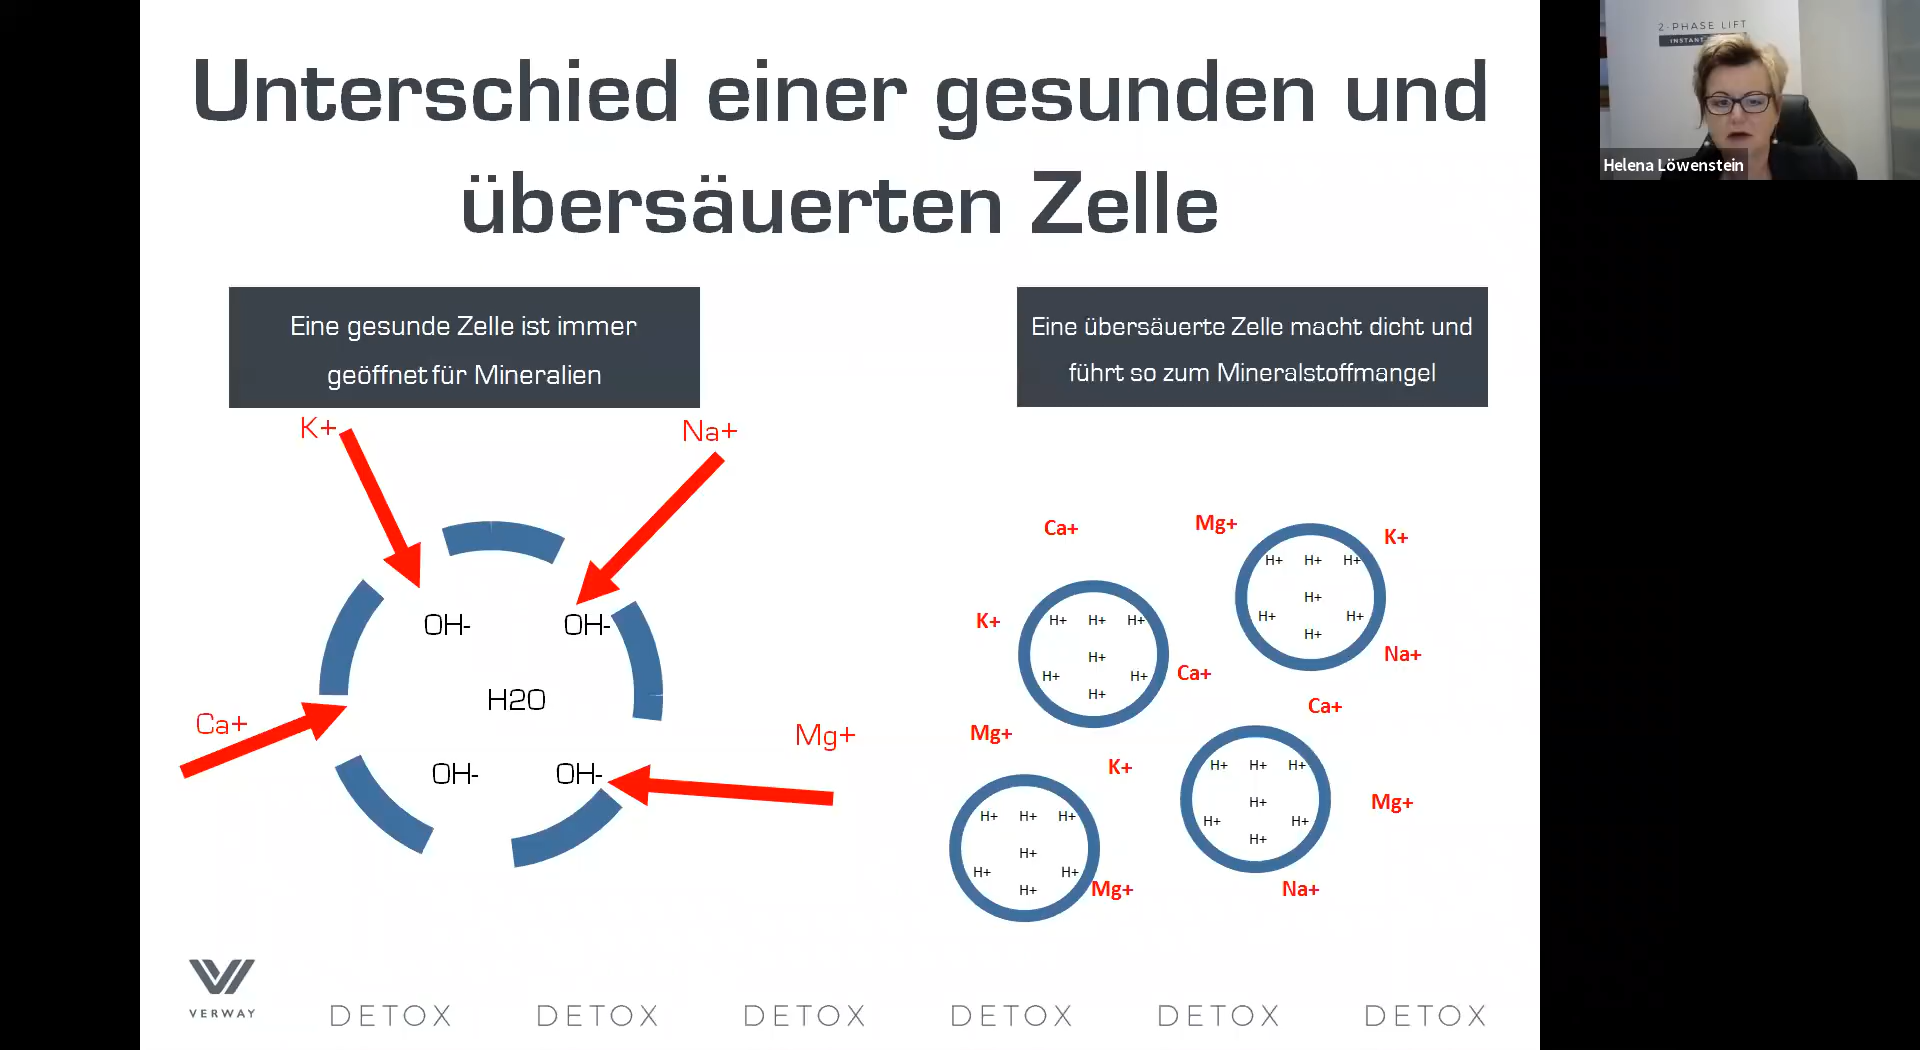 Unterschied einer gesunden und
übersäuerten Zelle
Eine gesunde Zelle ist immer
geöffnet für Mineralien
K+
Na+
OH-
OH-
H2O
Ca+
Mg+
OH-
OH-
Eine übersäuerte Zelle macht dicht und
führt so zum Mineralstoffmangel
Ca+
Mg+
K+
H+ H+ H+
H+
H+ H+
H+
K+
H+ H+ H+
H+
H+ H+
H+
Na+
Ca+
Ca+
Mg+
K+
H+ H+ H+
H+
H+ H+
H+
Mg+
H+ H+ H+
H+
H+ H+
H+
Mg+
Na+
VERWAY
DETOX DETOX DETOX DETOX DETOX DETOX
2-PHASE LIFT
Helena Löwenstein